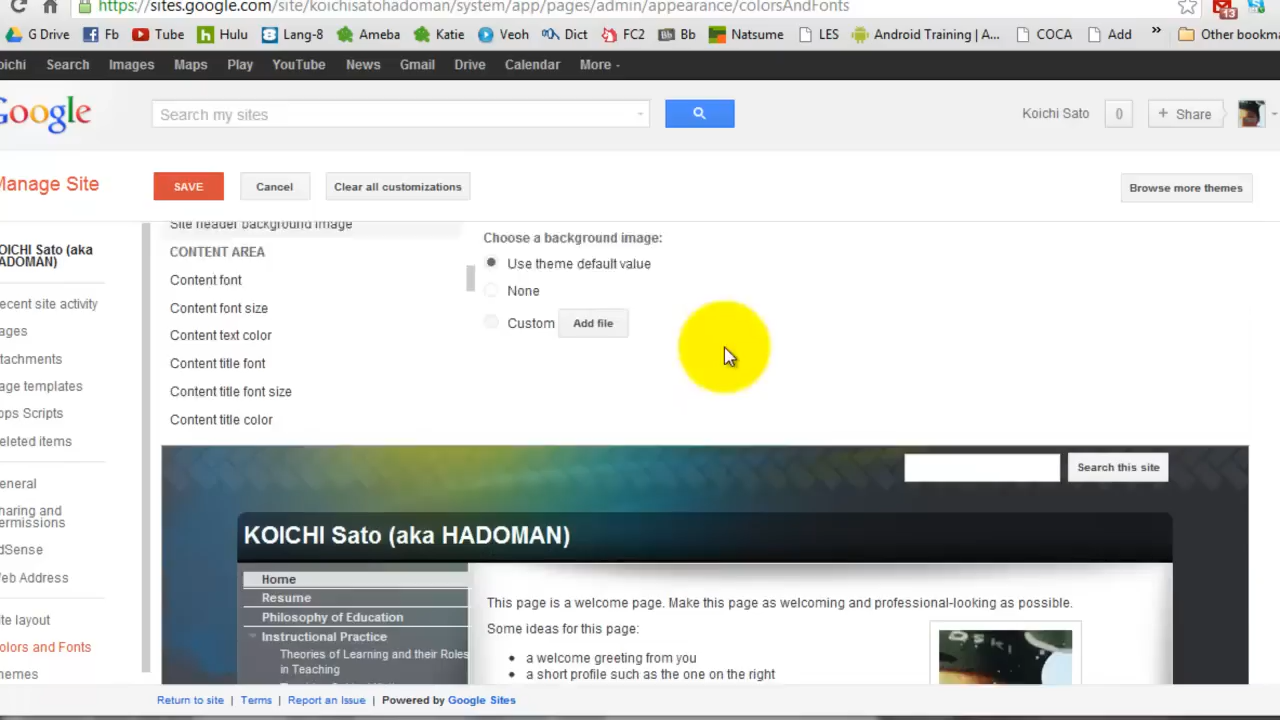 https://sites.google.com/site/koichisatohadoman/system/app/pages/admin/appearance/colorsAndFonts
13
G Drive Fb Tube Hulu Lang-8 Ameba Katie Veoh Dict FC2 Bb Natsume LES Android Training | A... COCA Add » Other bookma
oichi Search Images Maps Play YouTube News Gmail Drive Calendar More
Google
Search my sites
Koichi Sato 0 + Share
Manage Site
SAVE Cancel Clear all customizations Browse more themes
KOICHI Sato (aka
HADOMAN)
ecent site activity
ages
ttachments
age templates
pps Scripts
eleted items
eneral
haring and
ermissions
dSense
eb Address
ite layout
olors and Fonts
hemes
Site header background image
CONTENT AREA
Content font
Content font size
Content text color
Content title font
Content title font size
Content title color
Choose a background image:
Use theme default value
None
Custom Add file
Search this site
KOICHI Sato (aka HADOMAN)
Home
Resume
Philosophy of Education
Instructional Practice
Theories of Learning and their Roles
in Teaching
This page is a welcome page. Make this page as welcoming and professional-looking as possible.
Some ideas for this page:
• a welcome greeting from you
• a short profile such as the one on the right
Return to site | Terms | Report an Issue | Powered by Google Sites